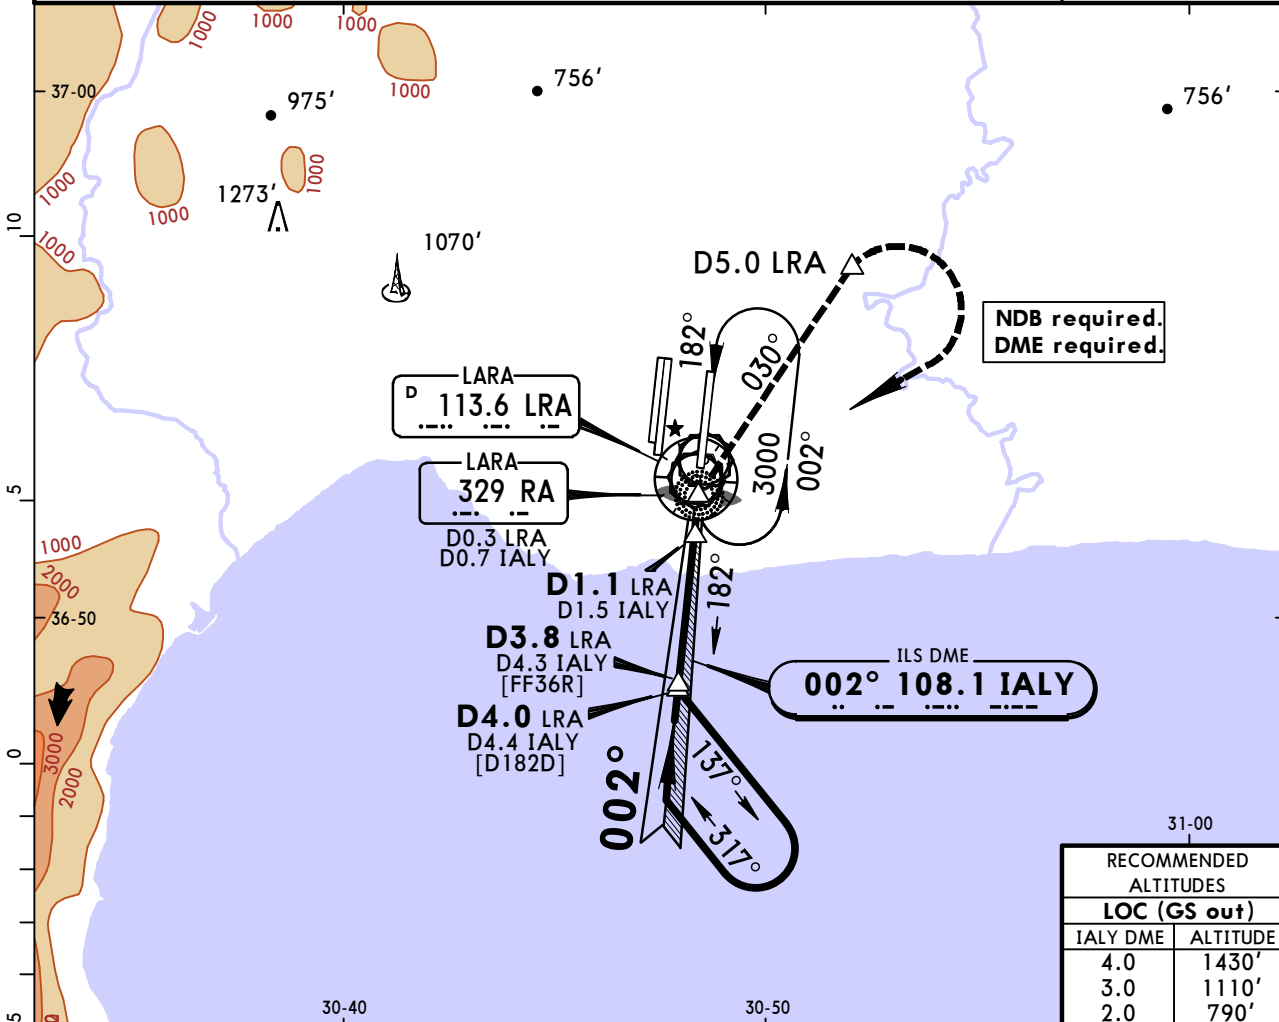 1000
1000
1000
1000
37-00
975′
756′
756′
1000
1000
1000
1273′
1000
1070′
10
D5.0 LRA
NDB required.
DME required.
182°
030°
LARA
D 113.6 LRA
3000
002°
LARA
329 RA
5
D0.3 LRA
D0.7 IALY
1000
2000
D1.1 LRA
D1.5 IALY
182°
36-50
D3.8 LRA
D4.3 IALY
[FF36R]
ILS DME
002° 108.1 IALY
D4.0 LRA
D4.4 IALY
[D182D]
0
3000
2000
002°
137°
317°
31-00
RECOMMENDED
ALTITUDES
LOC (GS out)
IALY DME ALTITUDE
4.0 1430′
3.0 1110′
2.0 790′
30-40
30-50
5